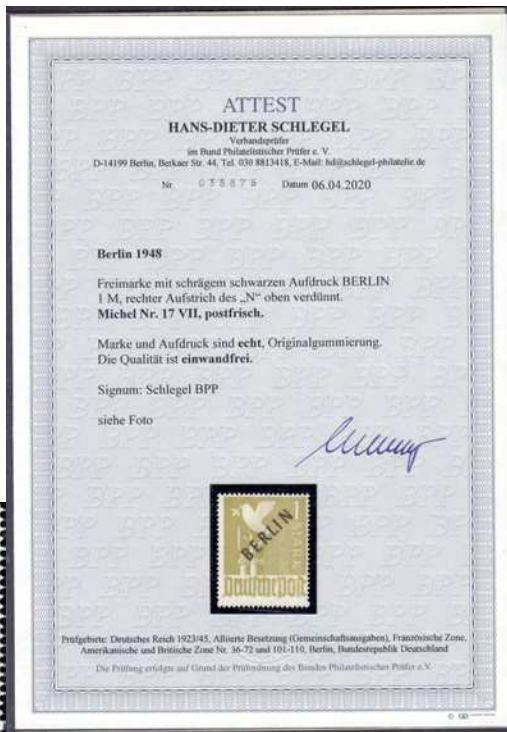 ATTEST
HANS-DIETER SCHLEGEL
Verbandsprüfer
im Bund Philatelistischer Prüfer e. V.
D-14199 Berlin, Berkaer Str. 44, Tel. 030 8813418, E-Mail: hd@schlegel-philatelie.de
Nr. Datum 06.04.2020
Berlin 1948
Freimarke mit schrägem schwarzen Aufdruck BERLIN
1 M, rechter Aufstrich des „N“ oben verdünnt.
Michel Nr. 17 VII, postfrisch.
Marke und Aufdruck sind echt, Originalgummierung.
Die Qualität ist einwandfrei.
Signum: Schlegel BPP
siehe Foto
1 MARK
BERLIN
Deutsche Post
Prüfgebiete: Deutsches Reich 1923/45, Alliierte Besetzung (Gemeinschaftsausgaben), Französische Zone,
Amerikanische und Britische Zone Nr. 36-72 und 101-110, Berlin, Bundesrepublik Deutschland
Die Prüfung erfolgte auf Grund der Prüfordnung des Bundes Philatelistischer Prüfer e.V.